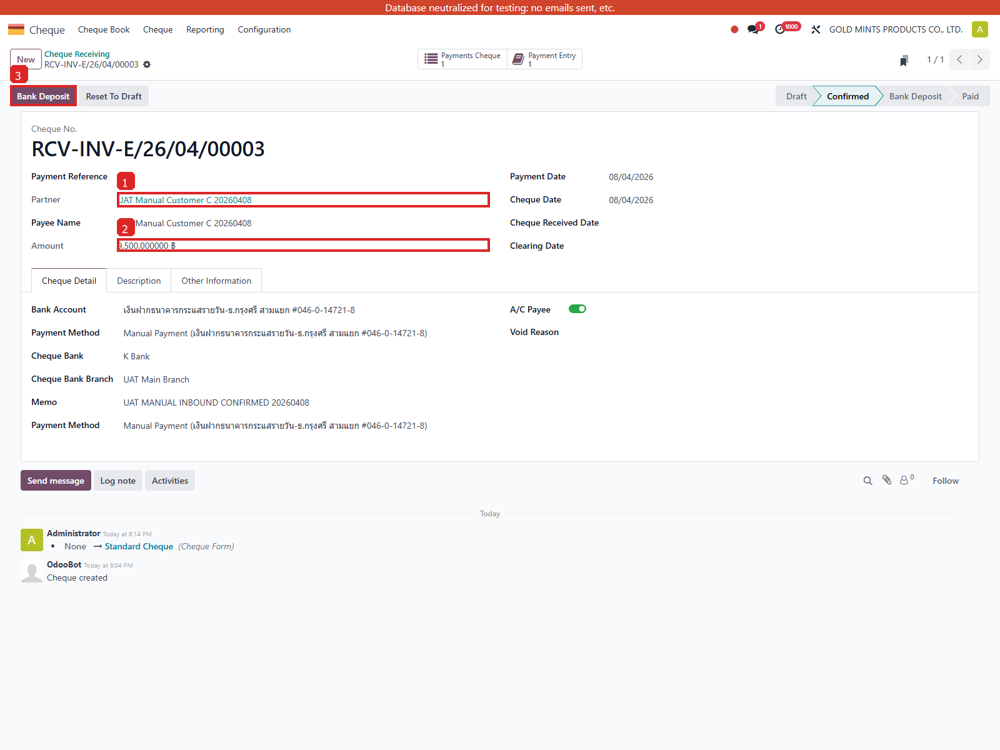 Database neutralized for testing: no emails sent, etc.
Cheque
Cheque Book
Cheque
Reporting
Configuration
1
1000
GOLD MINTS PRODUCTS CO., LTD.
A
New
Cheque Receiving
RCV-INV-E/26/04/00003
Payments Cheque
1
Payment Entry
1
1 / 1
3
Bank Deposit
Reset To Draft
Draft
Confirmed
Bank Deposit
Paid
Cheque No.
RCV-INV-E/26/04/00003
Payment Reference
1
Payment Date
08/04/2026
Partner
UAT Manual Customer C 20260408
Cheque Date
08/04/2026
Payee Name
2
Manual Customer C 20260408
Cheque Received Date
Amount
9,500.000000 ฿
Clearing Date
Cheque Detail
Description
Other Information
Bank Account
เงินฝากธนาคารกระแสรายวัน-ธ.กรุงศรี สามแยก #046-0-14721-8
A/C Payee
Payment Method
Manual Payment (เงินฝากธนาคารกระแสรายวัน-ธ.กรุงศรี สามแยก #046-0-14721-8)
Void Reason
Cheque Bank
K Bank
Cheque Bank Branch
UAT Main Branch
Memo
UAT MANUAL INBOUND CONFIRMED 20260408
Payment Method
Manual Payment (เงินฝากธนาคารกระแสรายวัน-ธ.กรุงศรี สามแยก #046-0-14721-8)
Send message
Log note
Activities
0
Follow
Today
A
Administrator Today at 8:14 PM
• None → Standard Cheque (Cheque Form)
OdooBot Today at 8:04 PM
Cheque created